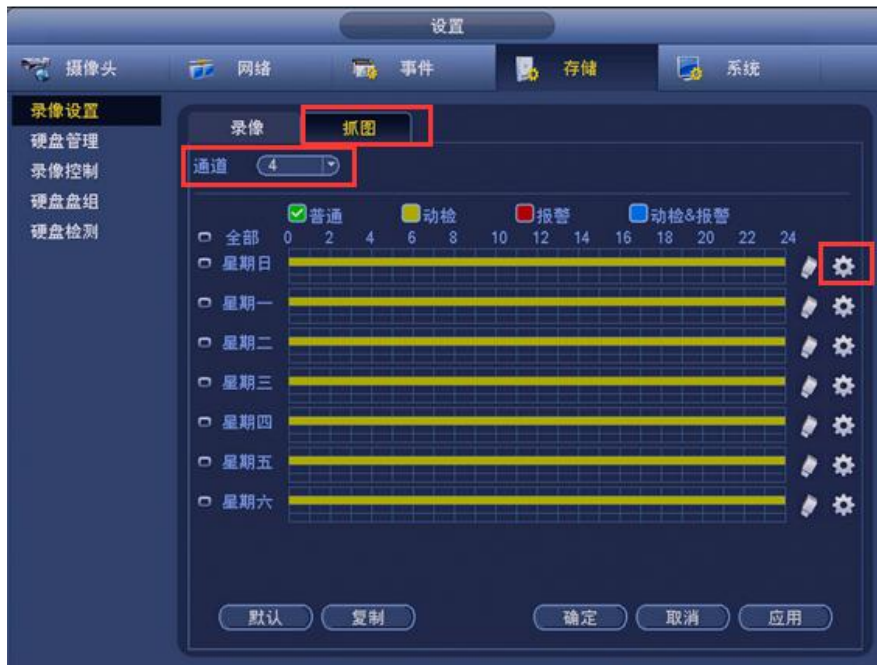 设置
摄像头 网络 事件 存储 系统
录像设置
硬盘管理
录像控制
硬盘盘组
硬盘检测
录像 抓图
通道 4
普通 动检 报警 动检&报警
全部 0 2 4 6 8 10 12 14 16 18 20 22 24
星期日
星期一
星期二
星期三
星期四
星期五
星期六
默认 复制 确定 取消 应用